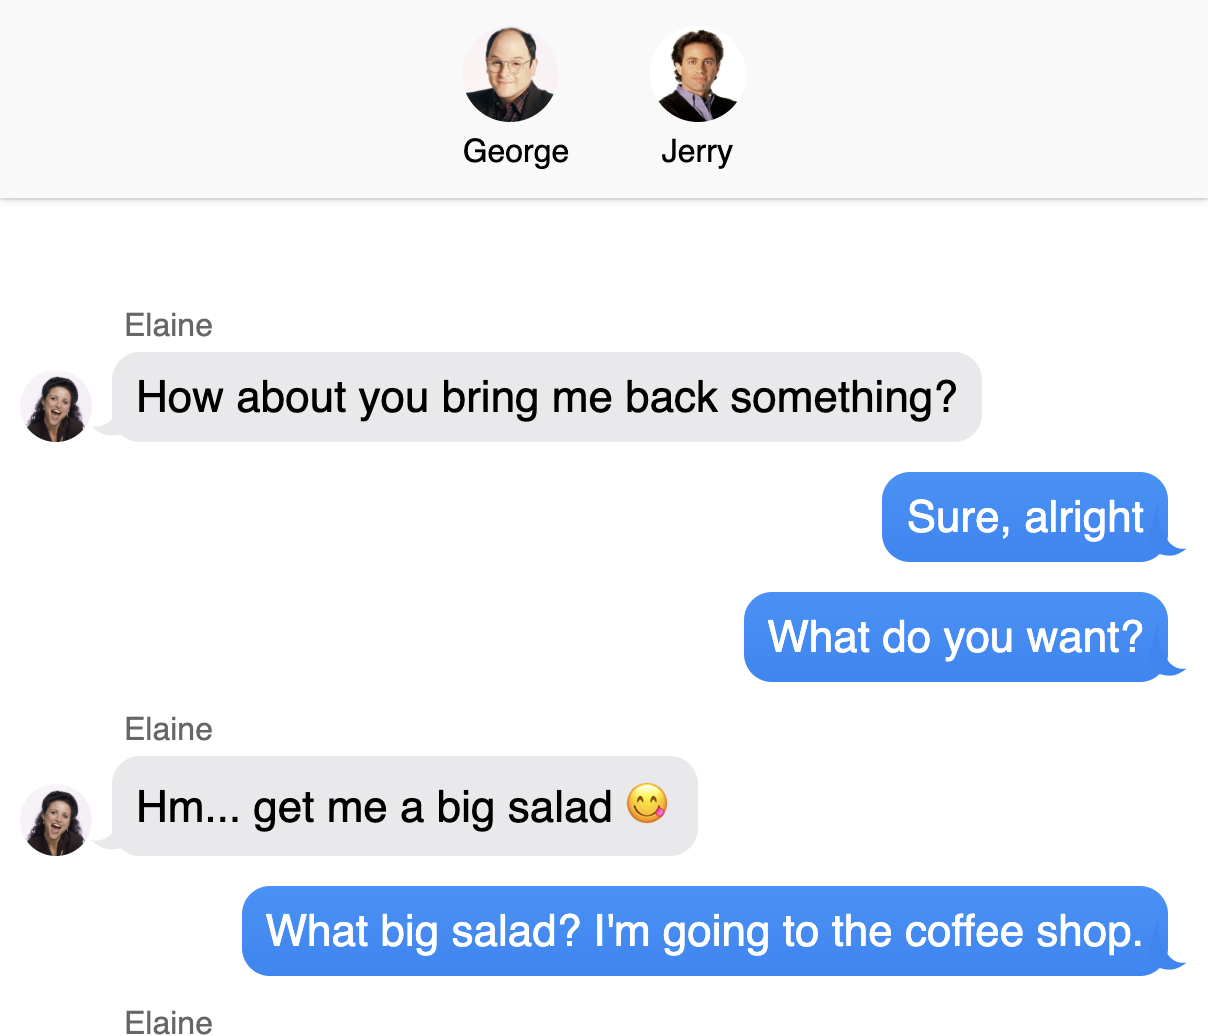 George Jerry
Elaine
How about you bring me back something?
Sure, alright
What do you want?
Elaine
Hm... get me a big salad 😋
What big salad? I'm going to the coffee shop.
Elaine